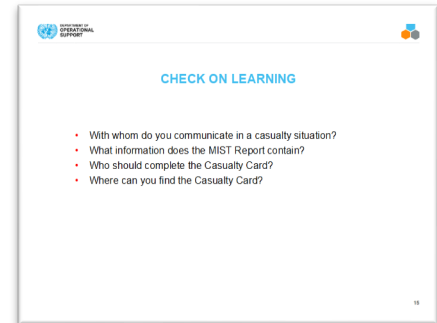 DEPARTMENT OF
OPERATIONAL
SUPPORT
CHECK ON LEARNING
• With whom do you communicate in a casualty situation?
• What information does the MIST Report contain?
• Who should complete the Casualty Card?
• Where can you find the Casualty Card?